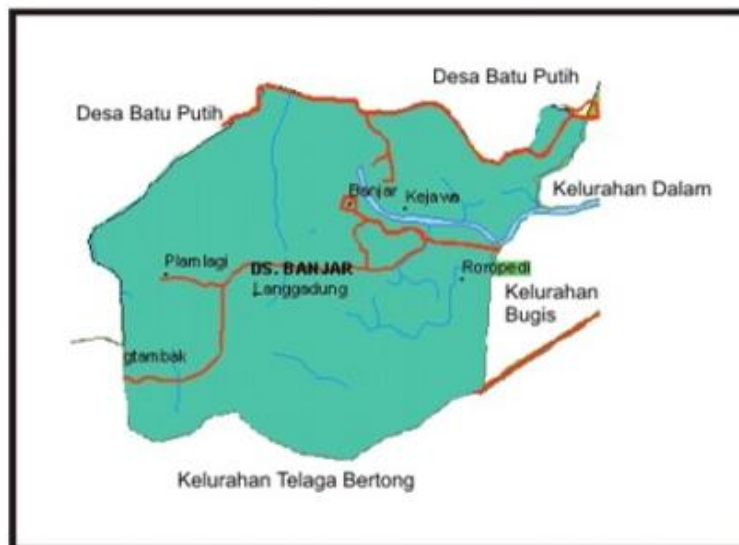 Desa Batu Putih
Desa Batu Putih
Banjar
Kejawa
Kelurahan Dalam
Plamlagi
DS. BANJAR
Roropedi
Langgadung
Kelurahan
Bugis
gtambak
Kelurahan Telaga Bertong